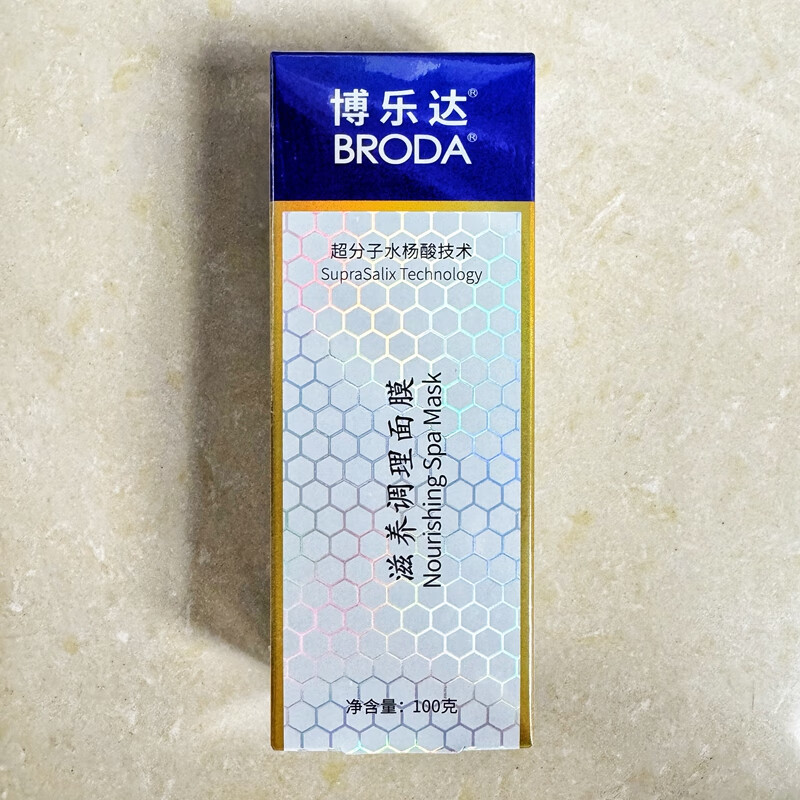 博乐达®
BRODA®
超分子水杨酸技术
SupraSalix Technology
滋养调理面膜
Nourishing Spa Mask
净含量：100克